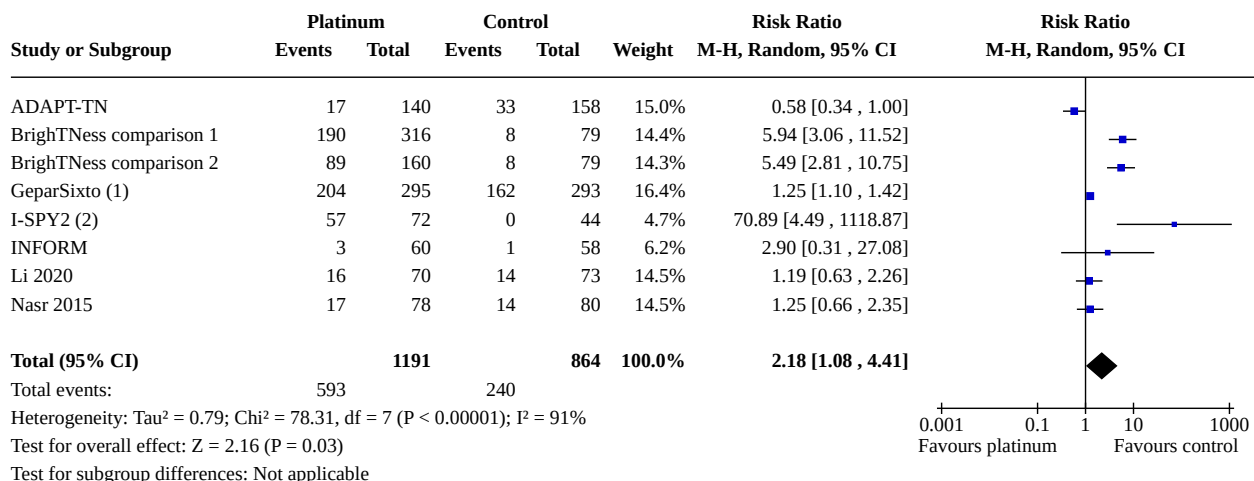 Platinum Control Risk Ratio Risk Ratio
Study or Subgroup Events Total Events Total Weight M-H, Random, 95% CI M-H, Random, 95% CI
ADAPT-TN 17 140 33 158 15.0% 0.58 [0.34 , 1.00]
BrighTNess comparison 1 190 316 8 79 14.4% 5.94 [3.06 , 11.52]
BrighTNess comparison 2 89 160 8 79 14.3% 5.49 [2.81 , 10.75]
GeparSixto (1) 204 295 162 293 16.4% 1.25 [1.10 , 1.42]
I-SPY2 (2) 57 72 0 44 4.7% 70.89 [4.49 , 1118.87]
INFORM 3 60 1 58 6.2% 2.90 [0.31 , 27.08]
Li 2020 16 70 14 73 14.5% 1.19 [0.63 , 2.26]
Nasr 2015 17 78 14 80 14.5% 1.25 [0.66 , 2.35]
Total (95% CI) 1191 864 100.0% 2.18 [1.08 , 4.41]
Total events: 593 240
Heterogeneity: Tau² = 0.79; Chi² = 78.31, df = 7 (P < 0.00001); I² = 91%
0.001 0.1 1 10 1000
Test for overall effect: Z = 2.16 (P = 0.03)
Favours platinum Favours control
Test for subgroup differences: Not applicable